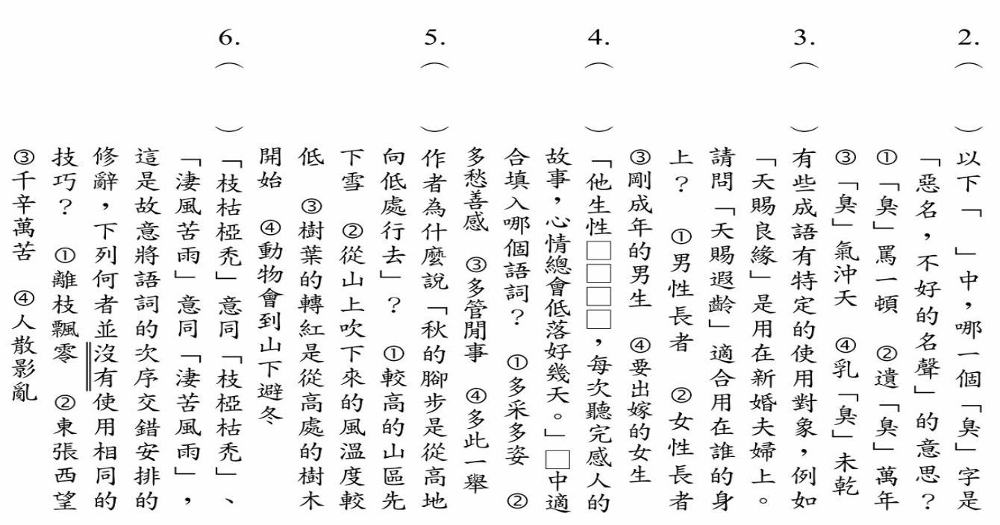 2.（　）以下「　」中，哪一個「臭」字是
「惡名，不好的名聲」的意思？
①「臭」罵一頓　②遺「臭」萬年
③「臭」氣沖天　④乳「臭」未乾
3.（　）有些成語有特定的使用對象，例如
「天賜良緣」是用在新婚夫婦上。
請問「天賜遐齡」適合用在誰的身
上？　①男性長者　②女性長者
③剛成年的男生　④要出嫁的女生
4.（　）「他生性□□□□，每次聽完感人的
故事，心情總會低落好幾天。」□中適
合填入哪個語詞？　①多采多姿　②
多愁善感　③多管閒事　④多此一舉
5.（　）作者為什麼說「秋的腳步是從高地
向低處行去」？　①較高的山區先
下雪　②從山上吹下來的風溫度較
低　③樹葉的轉紅是從高處的樹木
開始　④動物會到山下避冬
6.（　）「枝枯椏禿」意同「枝椏枯禿」、
「淒風苦雨」意同「淒苦風雨」，
這是故意將語詞的次序交錯安排的
修辭，下列何者並沒有使用相同的
技巧？　①離枝飄零　②東張西望
③千辛萬苦　④人散影亂